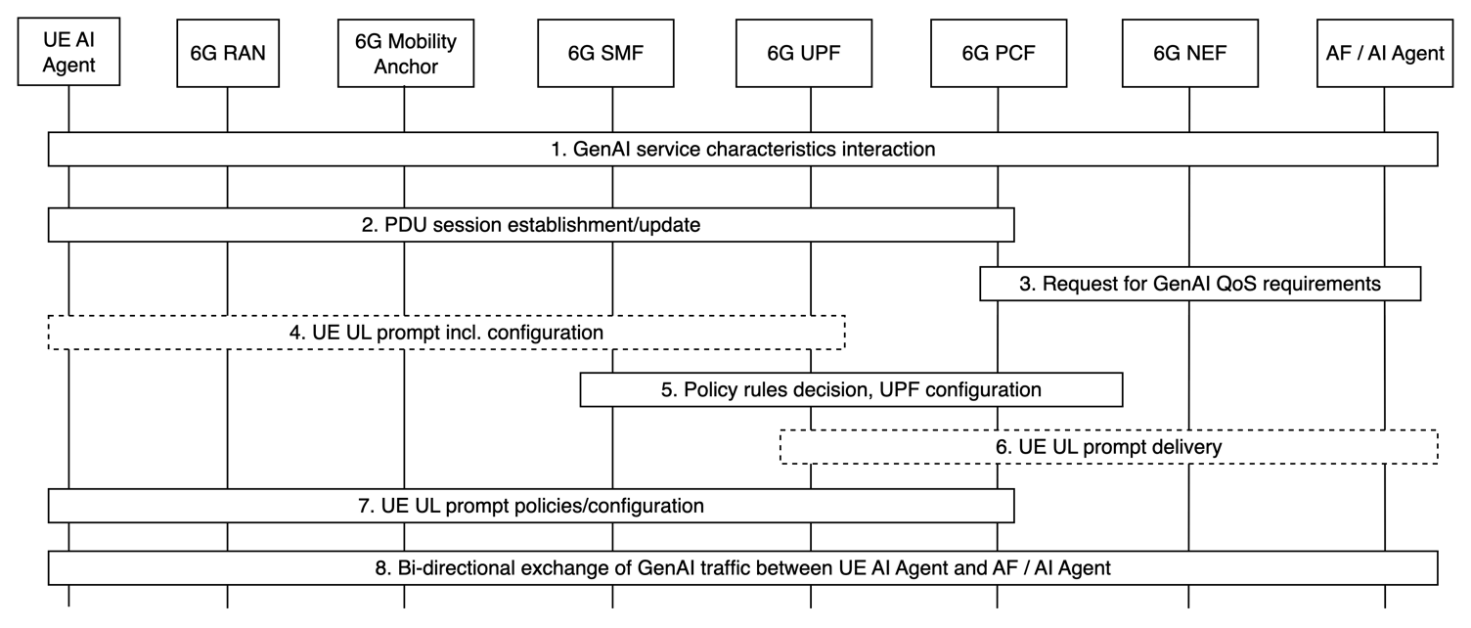 UE AI
Agent
6G RAN
6G Mobility
Anchor
6G SMF
6G UPF
6G PCF
6G NEF
AF / AI Agent
1. GenAI service characteristics interaction
2. PDU session establishment/update
3. Request for GenAI QoS requirements
4. UE UL prompt incl. configuration
5. Policy rules decision, UPF configuration
6. UE UL prompt delivery
7. UE UL prompt policies/configuration
8. Bi-directional exchange of GenAI traffic between UE AI Agent and AF / AI Agent